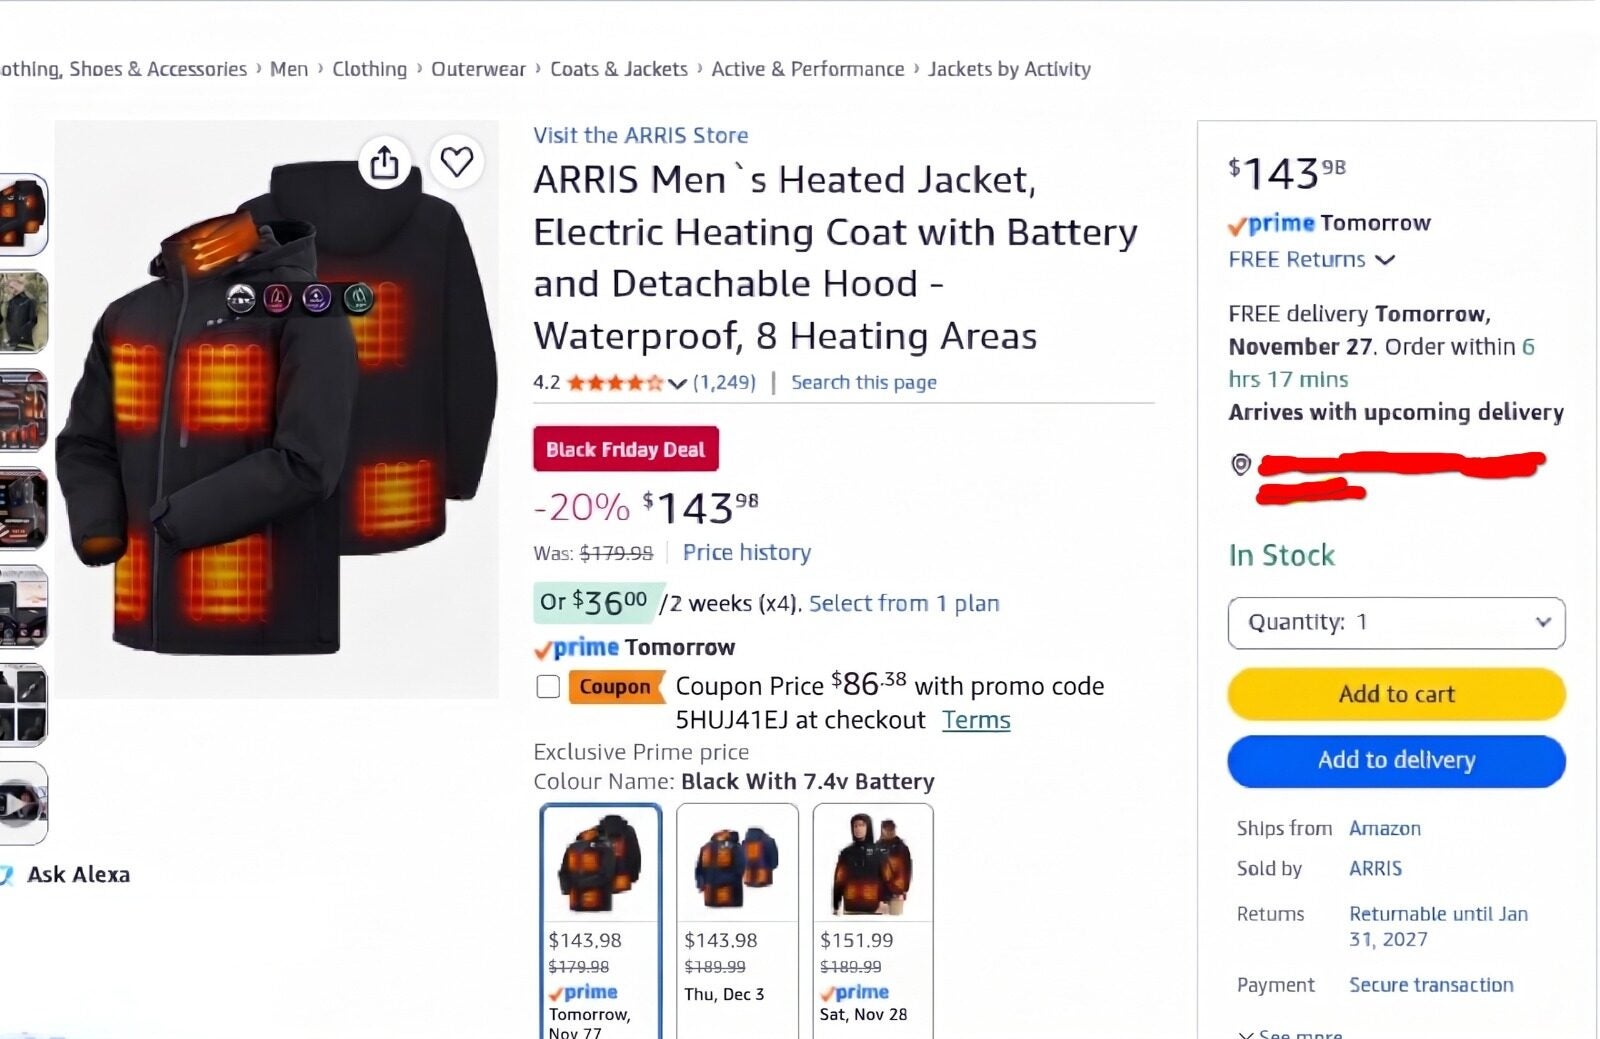 othing, Shoes & Accessories › Men › Clothing › Outerwear › Coats & Jackets › Active & Performance › Jackets by Activity
Visit the ARRIS Store
ARRIS Men`s Heated Jacket,
Electric Heating Coat with Battery
and Detachable Hood -
Waterproof, 8 Heating Areas
4.2 (1,249) | Search this page
Black Friday Deal
-20% $143 98
Was: $179.98 | Price history
Or $36 00 /2 weeks (x4). Select from 1 plan
prime Tomorrow
Coupon Coupon Price $86.38 with promo code
5HUJ41EJ at checkout Terms
Exclusive Prime price
Colour Name: Black With 7.4v Battery
$143.98
$179.98
prime
Tomorrow,
Nov 77
$143.98
$189.99
Thu, Dec 3
$151.99
$189.99
prime
Sat, Nov 28
Ask Alexa
$143 98
prime Tomorrow
FREE Returns
FREE delivery Tomorrow,
November 27. Order within 6
hrs 17 mins
Arrives with upcoming delivery
In Stock
Quantity: 1
Add to cart
Add to delivery
Ships from Amazon
Sold by ARRIS
Returns Returnable until Jan
31, 2027
Payment Secure transaction
See more